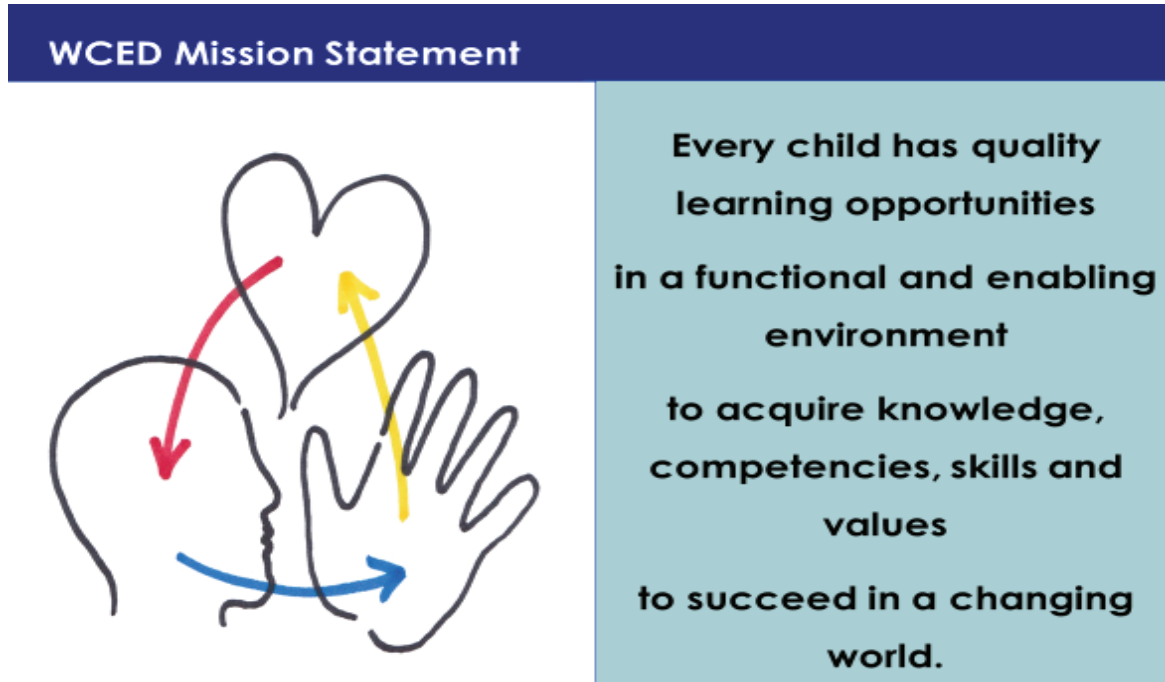 WCED Mission Statement
Every child has quality
learning opportunities
in a functional and enabling
environment
to acquire knowledge,
competencies, skills and
values
to succeed in a changing
world.